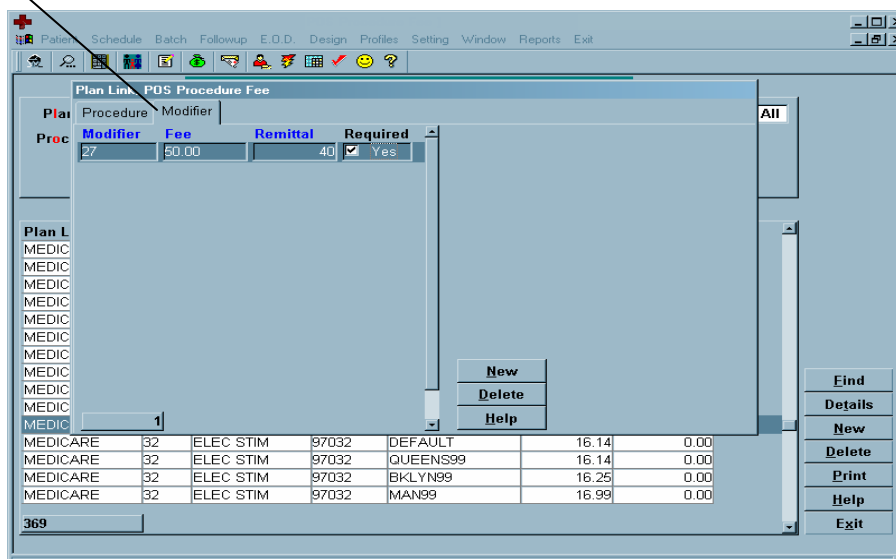 Patient Schedule Batch Followup E.O.D. Design Profiles Setting Window Reports Exit
Plan Link, POS Procedure Fee
Procedure Modifier
All
Modifier Fee Remittal Required
27 50.00 40 Yes
Plan L
MEDIC
MEDIC
MEDIC
MEDIC
MEDIC
MEDIC
MEDIC
MEDIC
MEDIC
MEDIC
MEDIC
New
Delete
Help
1
MEDICARE 32 ELEC STIM 97032 DEFAULT 16.14 0.00
MEDICARE 32 ELEC STIM 97032 QUEENS99 16.14 0.00
MEDICARE 32 ELEC STIM 97032 BKLYN99 16.25 0.00
MEDICARE 32 ELEC STIM 97032 MAN99 16.99 0.00
369
Find
Details
New
Delete
Print
Help
Exit